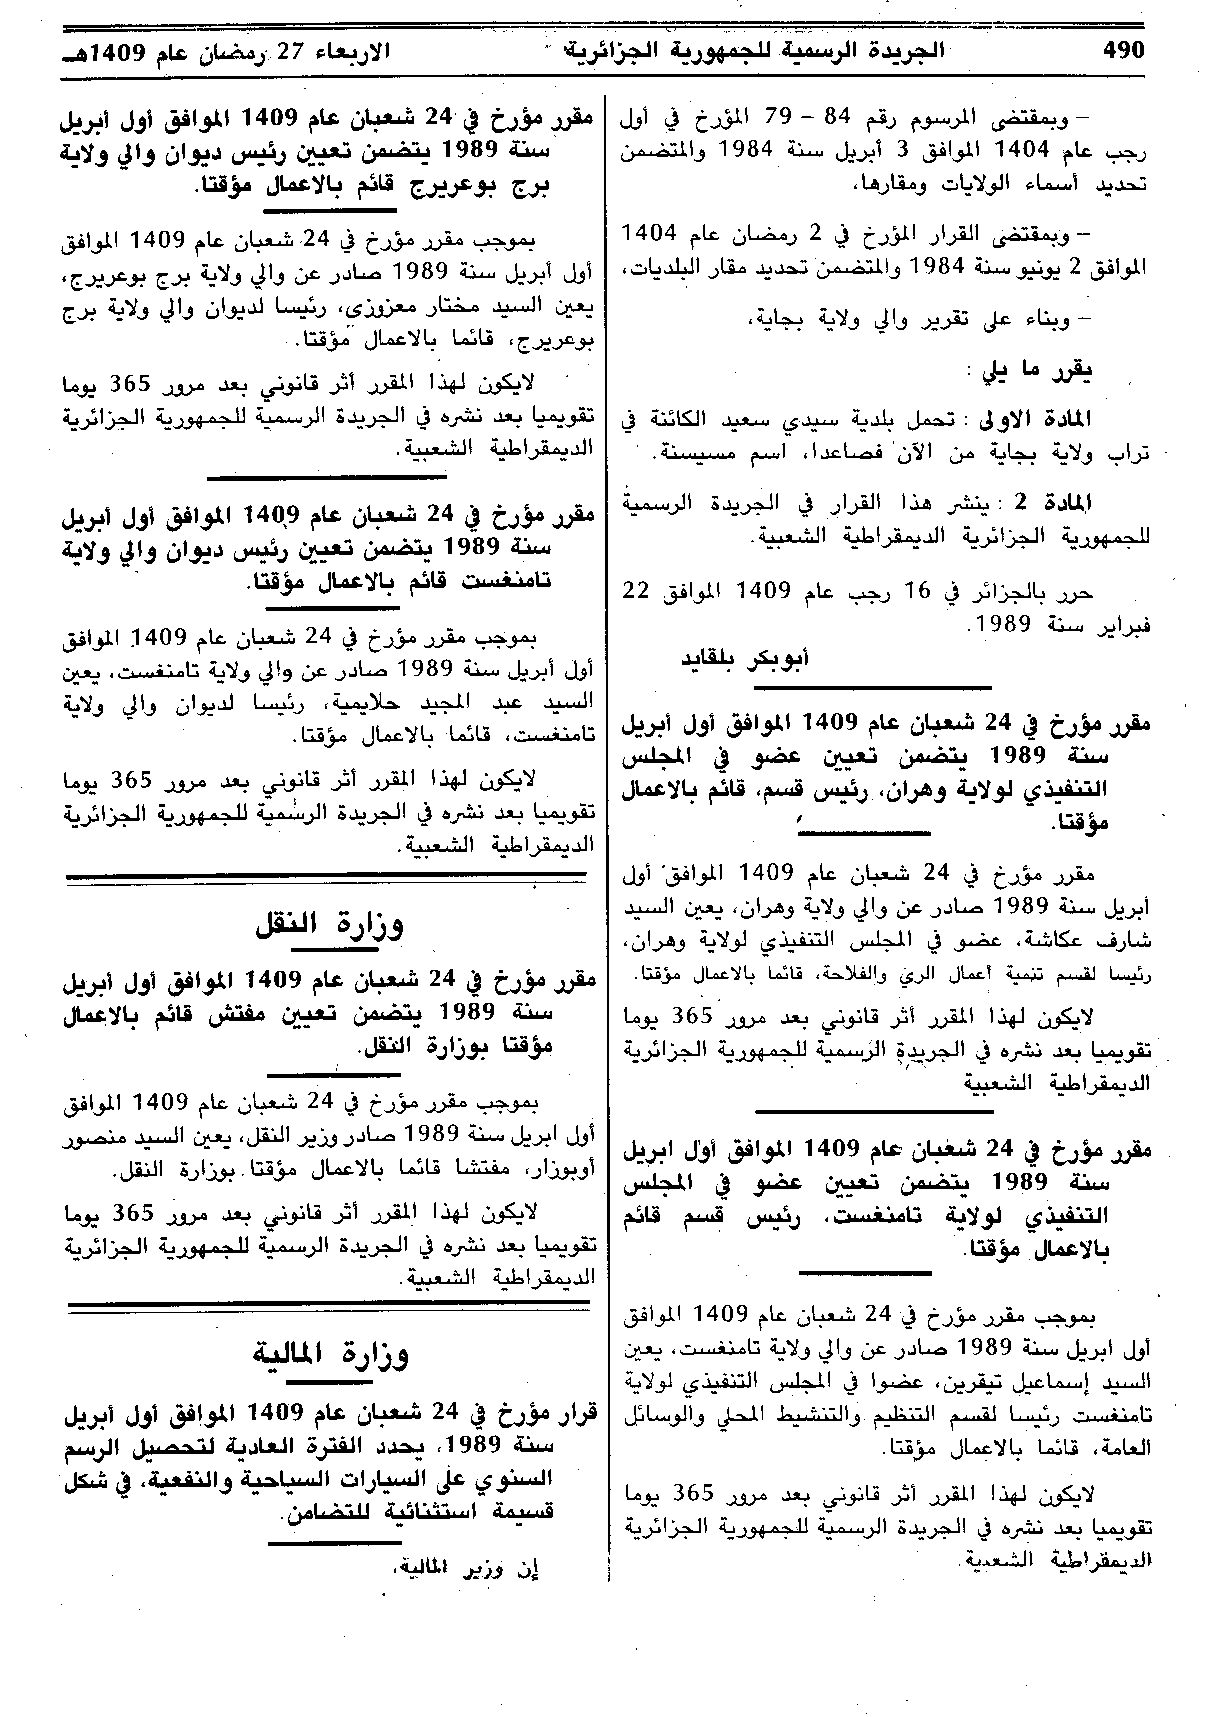 490
الجريدة الرسمية للجمهورية الجزائرية
الاربعاء 27 رمضان عام 1409هـ
– وبمقتضى المرسوم رقم 84 – 79 المؤرخ في أول
رجب عام 1404 الموافق 3 أبريل سنة 1984 والمتضمن
تحديد أسماء الولايات ومقارها،
– وبمقتضى القرار المؤرخ في 2 رمضان عام 1404
الموافق 2 يونيو سنة 1984 والمتضمن تحديد مقار البلديات،
– وبناء على تقرير والي ولاية بجاية،
يقرر ما يلي :
المادة الاولى : تحمل بلدية سيدي سعيد الكائنة في
تراب ولاية بجاية من الآن فصاعدا، اسم مسيسنة.
المادة 2 : ينشر هذا القرار في الجريدة الرسمية
للجمهورية الجزائرية الديمقراطية الشعبية.
حرر بالجزائر في 16 رجب عام 1409 الموافق 22
فبراير سنة 1989.
أبوبكر بلقايد
مقرر مؤرخ في 24 شعبان عام 1409 الموافق أول أبريل
سنة 1989 يتضمن تعيين عضو في المجلس
التنفيذي لولاية وهران، رئيس قسم، قائم بالاعمال
مؤقتا.
مقرر مؤرخ في 24 شعبان عام 1409 الموافق أول
أبريل سنة 1989 صادر عن والي ولاية وهران، يعين السيد
شارف عكاشة، عضو في المجلس التنفيذي لولاية وهران،
رئيسا لقسم تنمية أعمال الري والفلاحة، قائما بالاعمال مؤقتا.
لايكون لهذا المقرر أثر قانوني بعد مرور 365 يوما
تقويميا بعد نشره في الجريدة الرسمية للجمهورية الجزائرية
الديمقراطية الشعبية
مقرر مؤرخ في 24 شعبان عام 1409 الموافق أول ابريل
سنة 1989 يتضمن تعيين عضو في المجلس
التنفيذي لولاية تامنغست، رئيس قسم قائم
بالاعمال مؤقتا.
بموجب مقرر مؤرخ في 24 شعبان عام 1409 الموافق
أول ابريل سنة 1989 صادر عن والي ولاية تامنغست، يعين
السيد إسماعيل تيقرين، عضوا في المجلس التنفيذي لولاية
تامنغست رئيسا لقسم التنظيم والتنشيط المحلي والوسائل
العامة، قائما بالاعمال مؤقتا.
لايكون لهذا المقرر أثر قانوني بعد مرور 365 يوما
تقويميا بعد نشره في الجريدة الرسمية للجمهورية الجزائرية
الديمقراطية الشعبية.
مقرر مؤرخ في 24 شعبان عام 1409 الموافق أول أبريل
سنة 1989 يتضمن تعيين رئيس ديوان والي ولاية
برج بوعريرج قائم بالاعمال مؤقتا.
بموجب مقرر مؤرخ في 24 شعبان عام 1409 الموافق
أول أبريل سنة 1989 صادر عن والي ولاية برج بوعريرج،
يعين السيد مختار معزوزي، رئيسا لديوان والي ولاية برج
بوعريرج، قائما بالاعمال مؤقتا.
لايكون لهذا المقرر أثر قانوني بعد مرور 365 يوما
تقويميا بعد نشره في الجريدة الرسمية للجمهورية الجزائرية
الديمقراطية الشعبية.
مقرر مؤرخ في 24 شعبان عام 1409 الموافق أول أبريل
سنة 1989 يتضمن تعيين رئيس ديوان والي ولاية
تامنغست قائم بالاعمال مؤقتا.
بموجب مقرر مؤرخ في 24 شعبان عام 1409 الموافق
أول أبريل سنة 1989 صادر عن والي ولاية تامنغست، يعين
السيد عبد المجيد حلايمية، رئيسا لديوان والي ولاية
تامنغست، قائما بالاعمال مؤقتا.
لايكون لهذا المقرر أثر قانوني بعد مرور 365 يوما
تقويميا بعد نشره في الجريدة الرسمية للجمهورية الجزائرية
الديمقراطية الشعبية.
وزارة النقل
مقرر مؤرخ في 24 شعبان عام 1409 الموافق أول أبريل
سنة 1989 يتضمن تعيين مفتش قائم بالاعمال
مؤقتا بوزارة النقل.
بموجب مقرر مؤرخ في 24 شعبان عام 1409 الموافق
أول ابريل سنة 1989 صادر وزير النقل، يعين السيد منصور
أوبوزار، مفتشا قائما بالاعمال مؤقتا بوزارة النقل.
لايكون لهذا المقرر أثر قانوني بعد مرور 365 يوما
تقويميا بعد نشره في الجريدة الرسمية للجمهورية الجزائرية
الديمقراطية الشعبية.
وزارة المالية
قرار مؤرخ في 24 شعبان عام 1409 الموافق أول أبريل
سنة 1989، يحدد الفترة العادية لتحصيل الرسم
السنوي على السيارات السياحية والنفعية، في شكل
قسيمة استثنائية للتضامن.
إن وزير المالية،